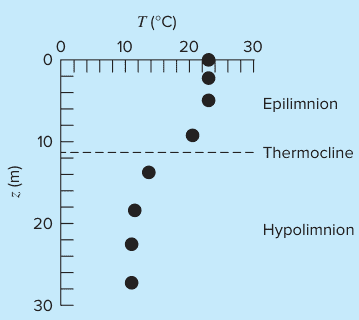 T (°C)
0 10 20 30
0
Epilimnion
10
Thermocline
z (m)
20
Hypolimnion
30